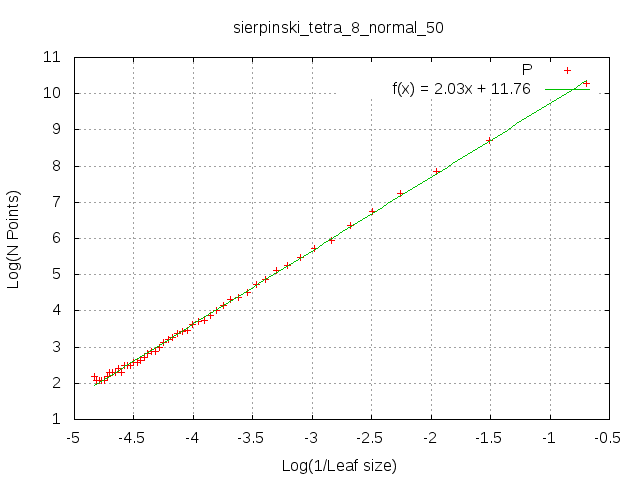 sierpinski_tetra_8_normal_50
11
10
9
8
7
6
5
4
3
2
1
Log(N Points)
P
f(x) = 2.03x + 11.76
-5 -4.5 -4 -3.5 -3 -2.5 -2 -1.5 -1 -0.5
Log(1/Leaf size)